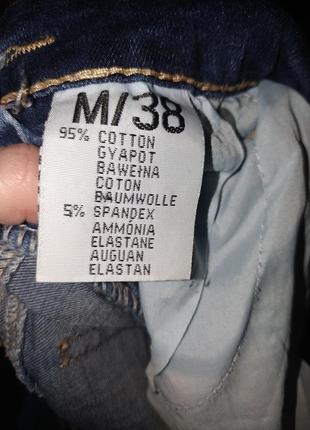 M/38
95% COTTON
GYAPOT
BAWEŁNA
COTON
BAUMWOLLE
5% SPANDEX
AMMÓNIA
ELASTANE
AUGUAN
ELASTAN